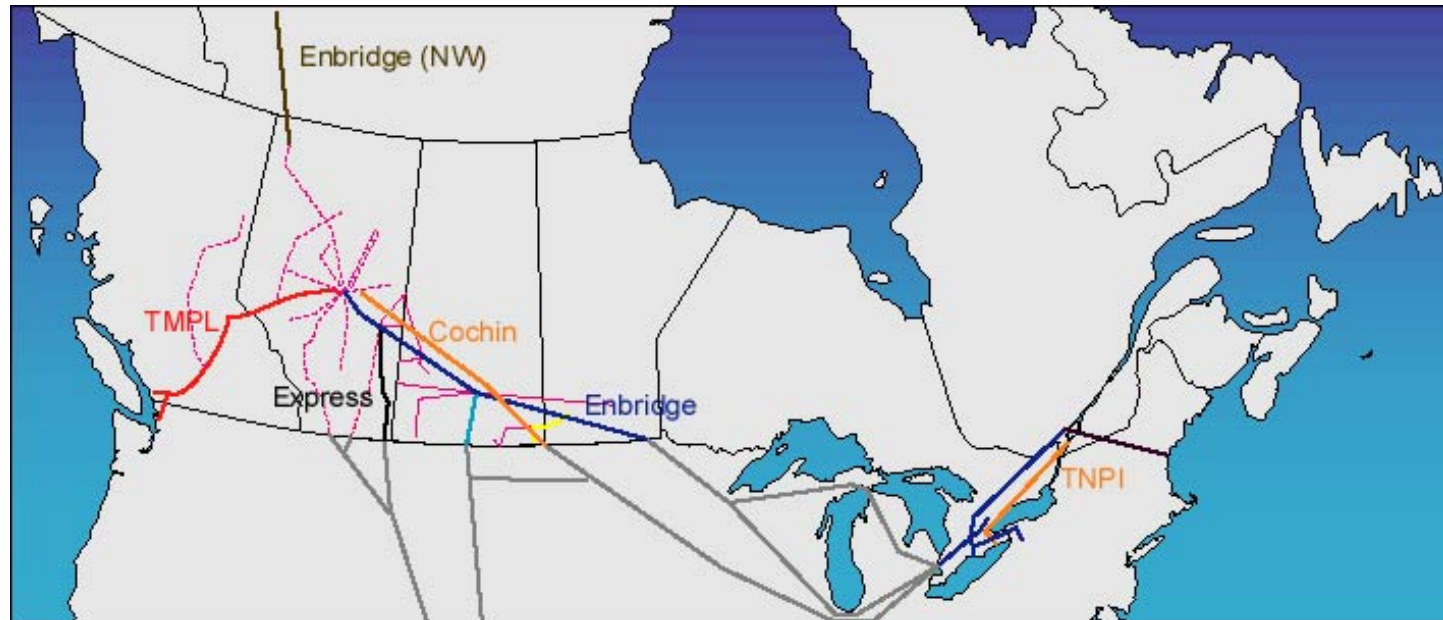 Enbridge (NW)
TMPL
Cochin
Express
Enbridge
TNPI